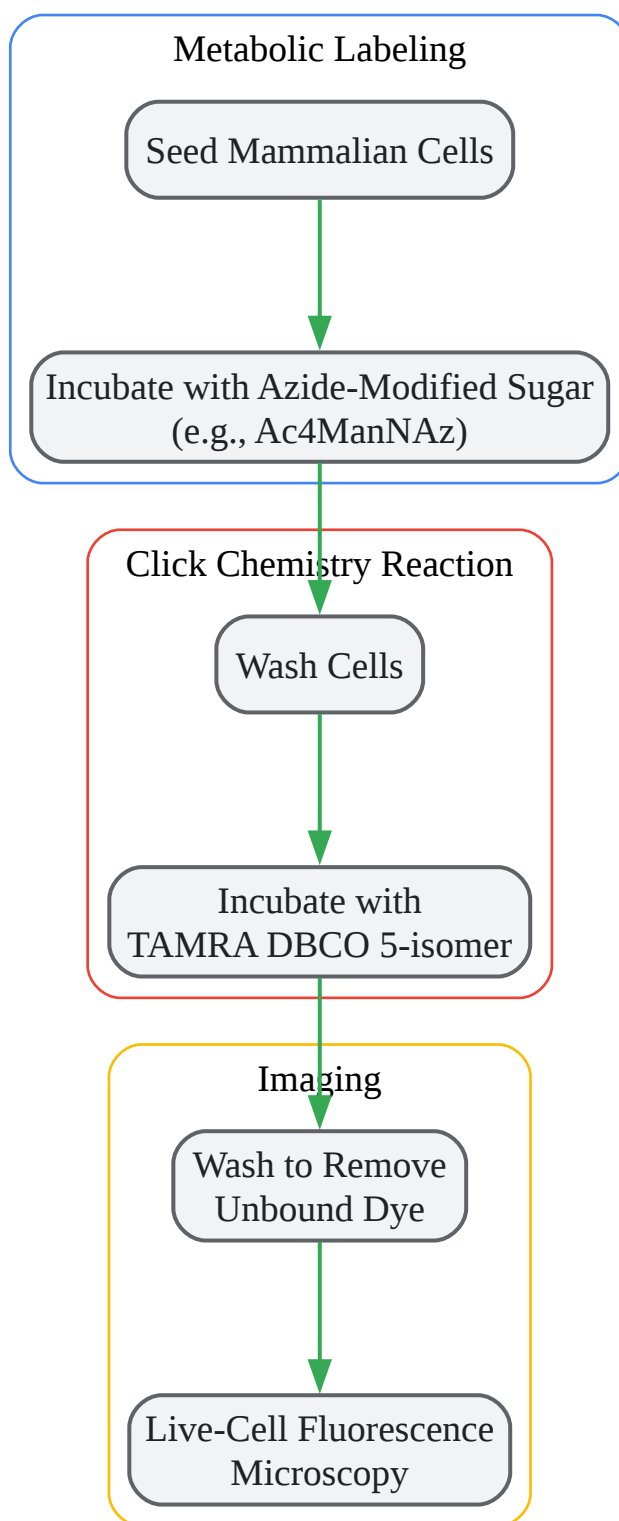 Metabolic Labeling
Seed Mammalian Cells
Incubate with Azide-Modified Sugar
(e.g., Ac4ManNAz)
Click Chemistry Reaction
Wash Cells
Incubate with
TAMRA DBCO 5-isomer
Imaging
Wash to Remove
Unbound Dye
Live-Cell Fluorescence
Microscopy